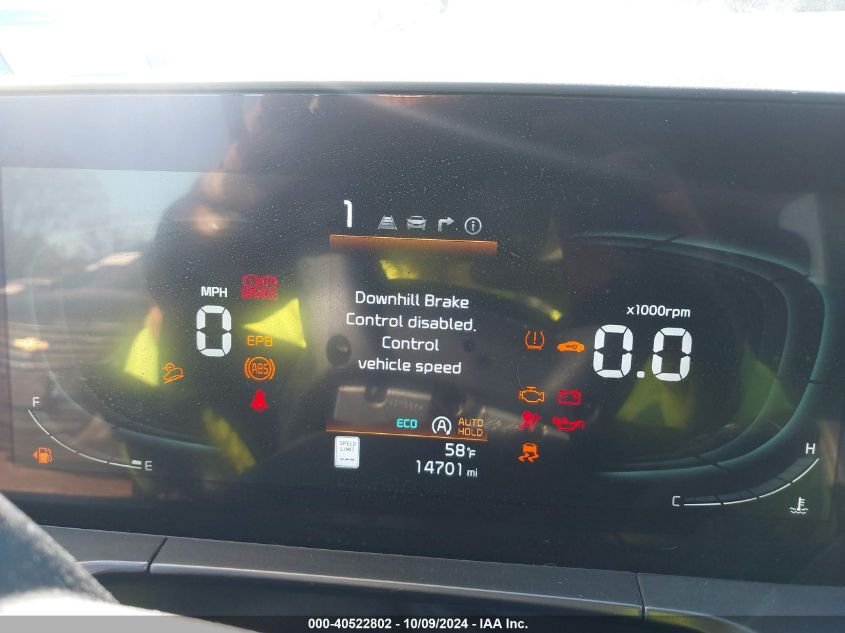 1
MPH
0
EPB
ABS
F
E
Downhill Brake
Control disabled.
Control
vehicle speed
ECO
A
AUTO
HOLD
SPEED
LIMIT
58°F
14701 mi
x1000rpm
0.0
H
C
000-40522802 - 10/09/2024 - IAA Inc.